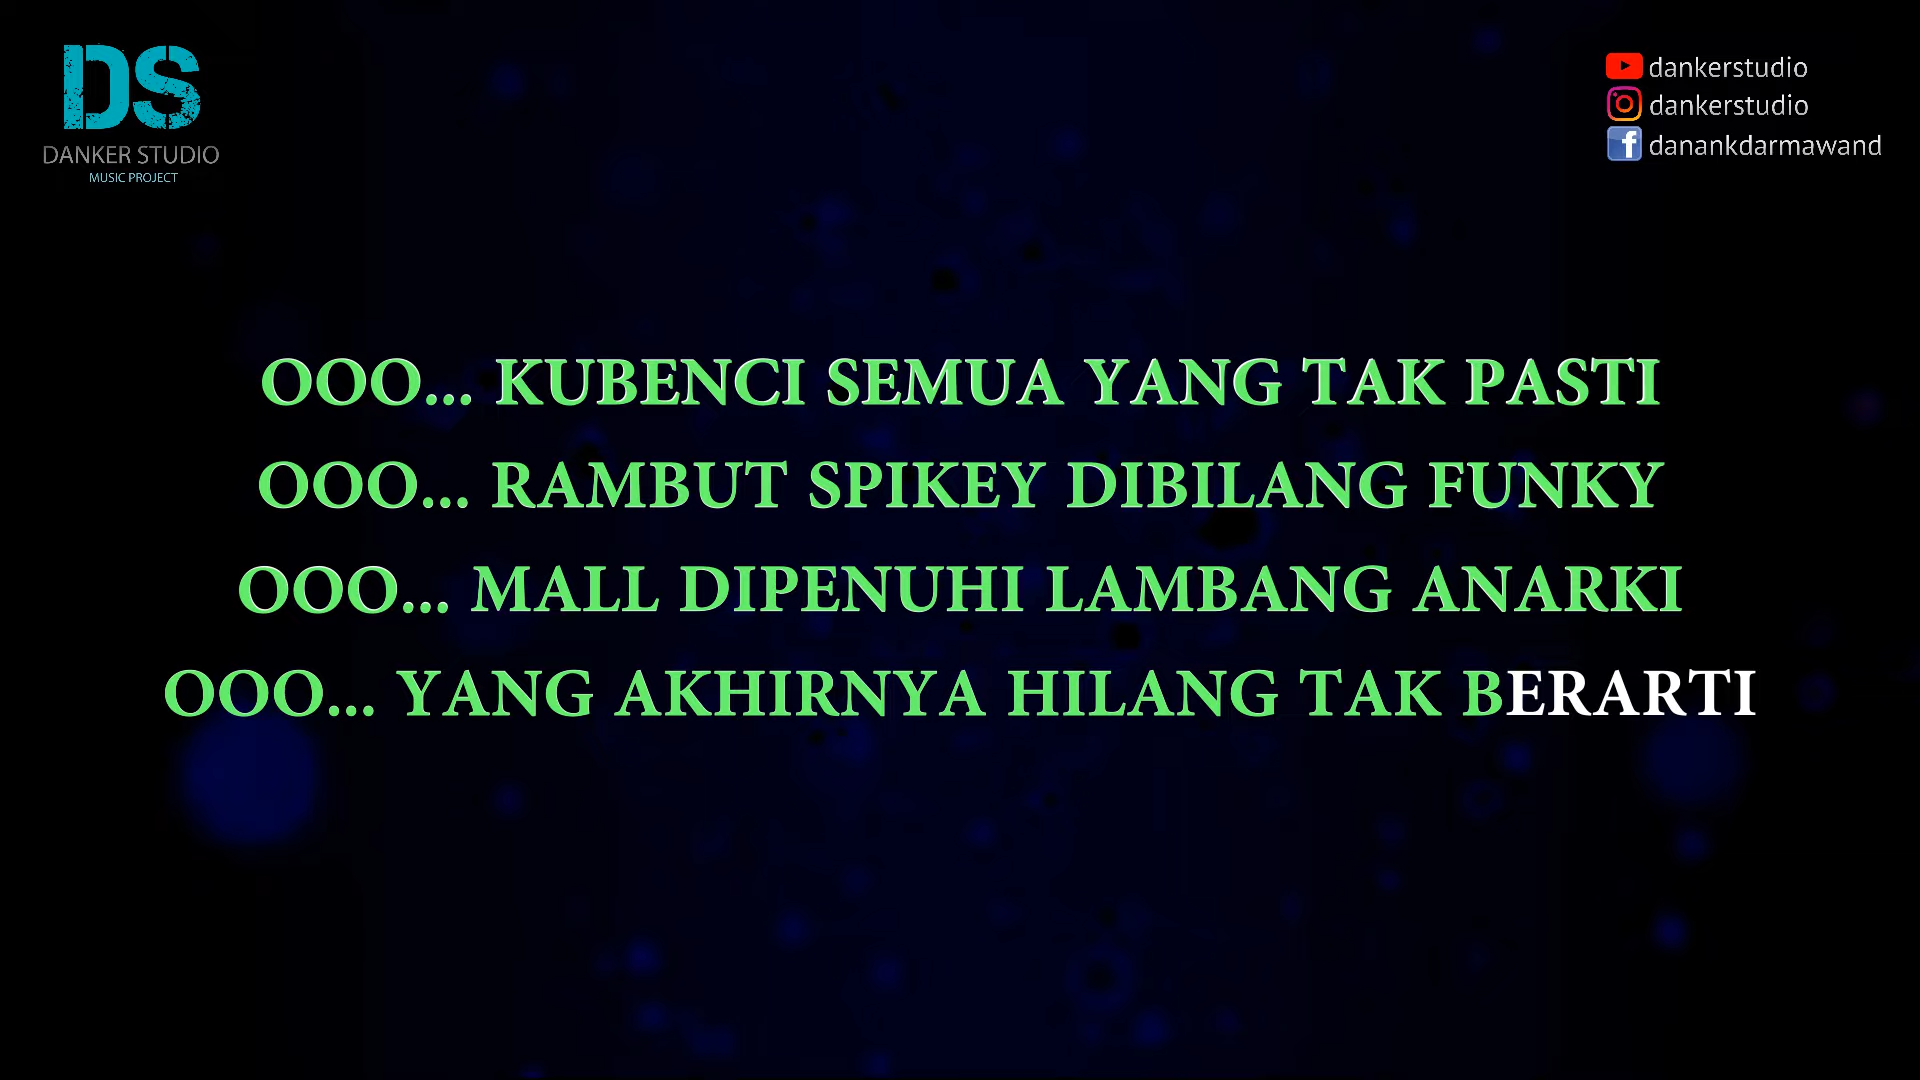 DS
DANKER STUDIO
MUSIC PROJECT
dankerstudio
dankerstudio
danankdarmawand
OOO... KUBENCI SEMUA YANG TAK PASTI
OOO... RAMBUT SPIKEY DIBILANG FUNKY
OOO... MALL DIPENUHI LAMBANG ANARKI
OOO... YANG AKHIRNYA HILANG TAK BERARTI